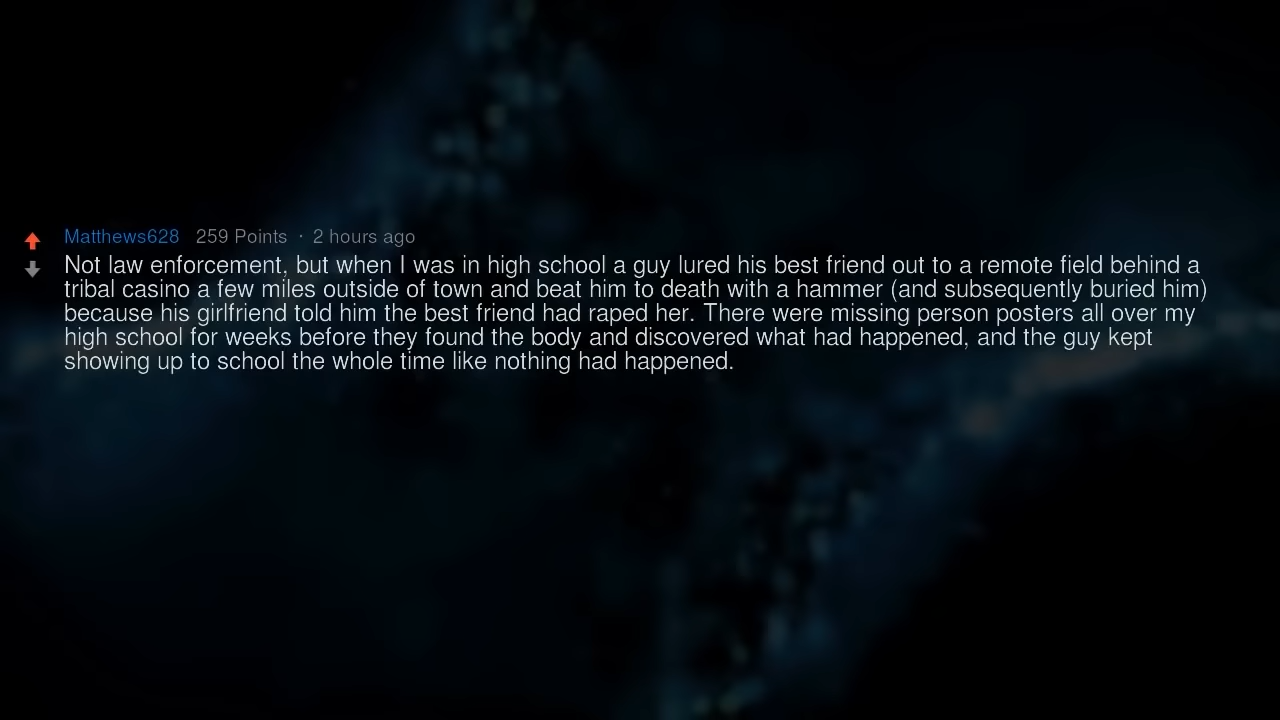 Matthews628 259 Points · 2 hours ago
Not law enforcement, but when I was in high school a guy lured his best friend out to a remote field behind a
tribal casino a few miles outside of town and beat him to death with a hammer (and subsequently buried him)
because his girlfriend told him the best friend had raped her. There were missing person posters all over my
high school for weeks before they found the body and discovered what had happened, and the guy kept
showing up to school the whole time like nothing had happened.